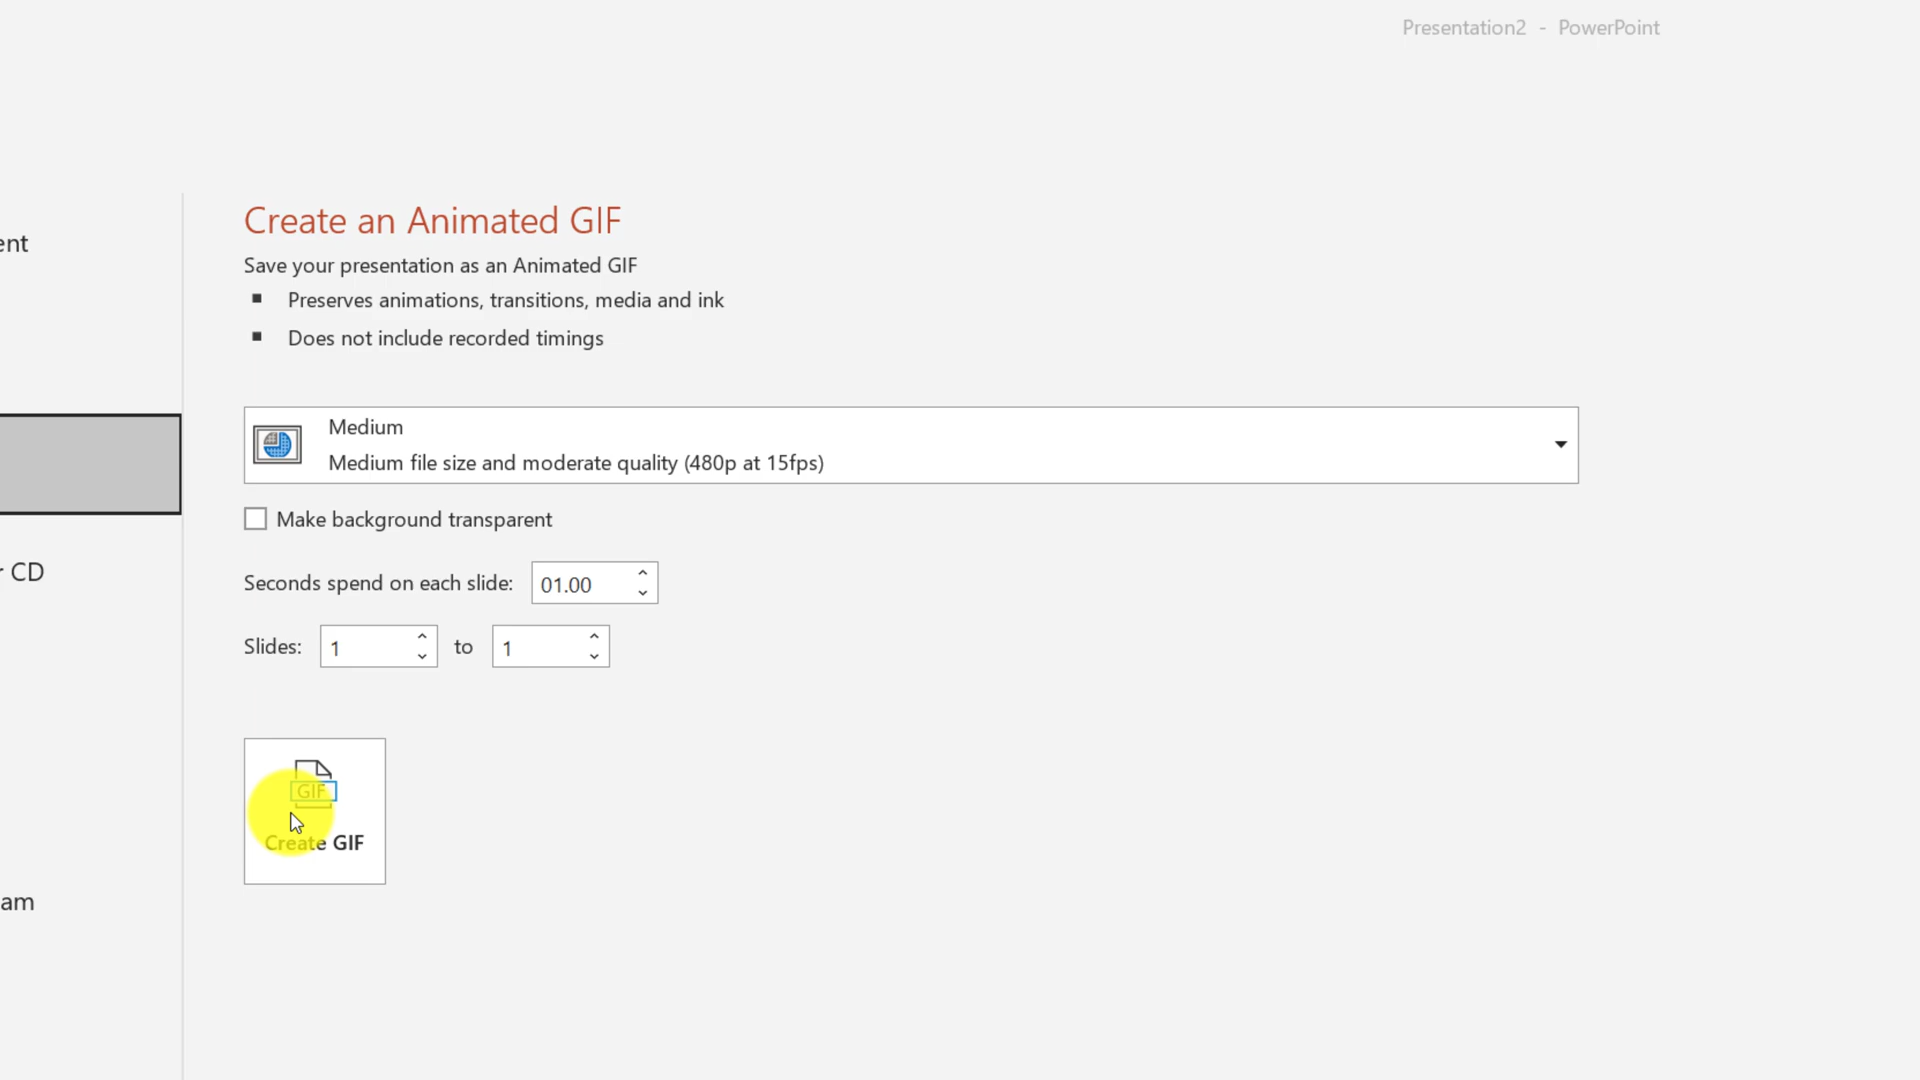 Presentation2 - PowerPoint
Create an Animated GIF
Save your presentation as an Animated GIF
Preserves animations, transitions, media and ink
Does not include recorded timings
ent
Medium
Medium file size and moderate quality (480p at 15fps)
Make background transparent
r CD
Seconds spend on each slide: 01.00
Slides: 1 to 1
GIF
Create GIF
am